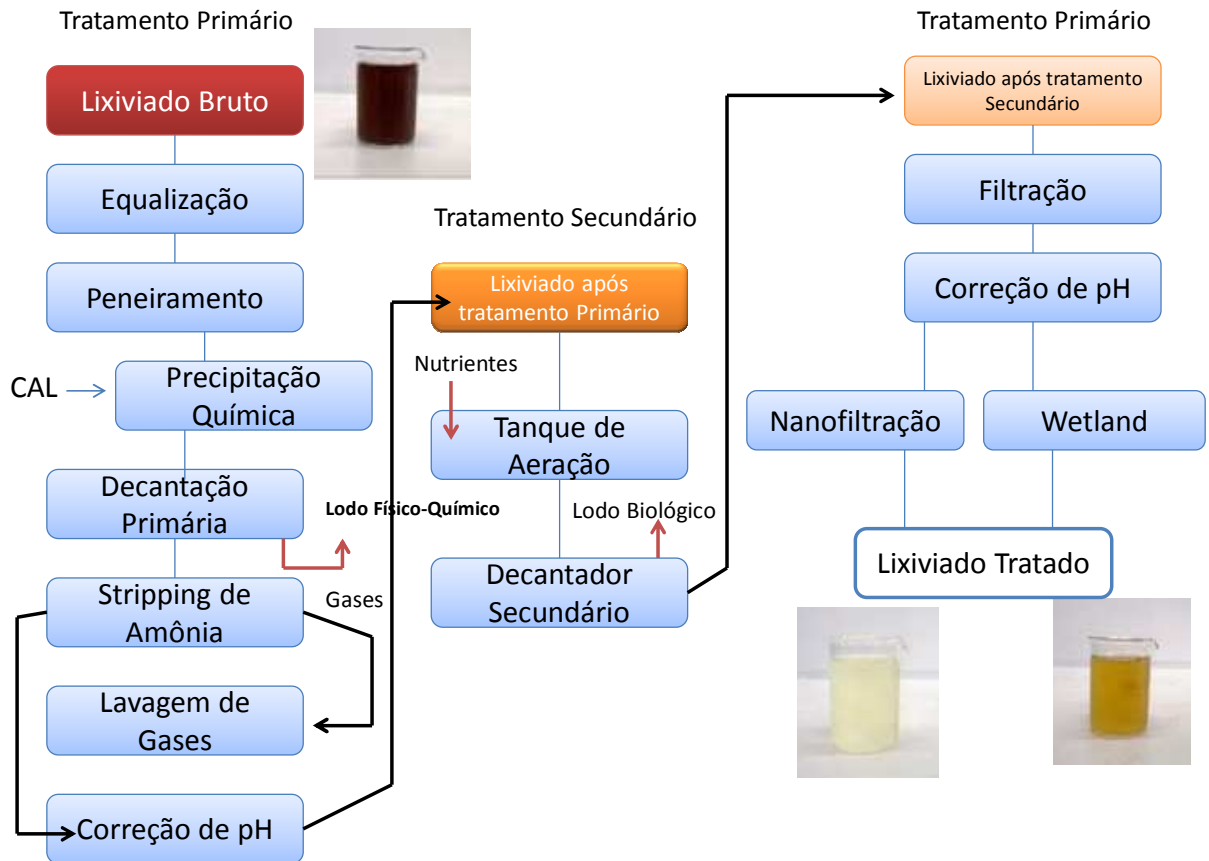 Tratamento Primário
Lixiviado Bruto
Equalização
Peneiramento
CAL
Precipitação
Química
Decantação
Primária
Lodo Físico-Químico
Stripping de
Amônia
Gases
Lavagem de
Gases
Correção de pH
Tratamento Secundário
Lixiviado após
tratamento Primário
Nutrientes
Tanque de
Aeração
Lodo Biológico
Decantador
Secundário
Tratamento Primário
Lixiviado após tratamento
Secundário
Filtração
Correção de pH
Nanofiltração
Wetland
Lixiviado Tratado